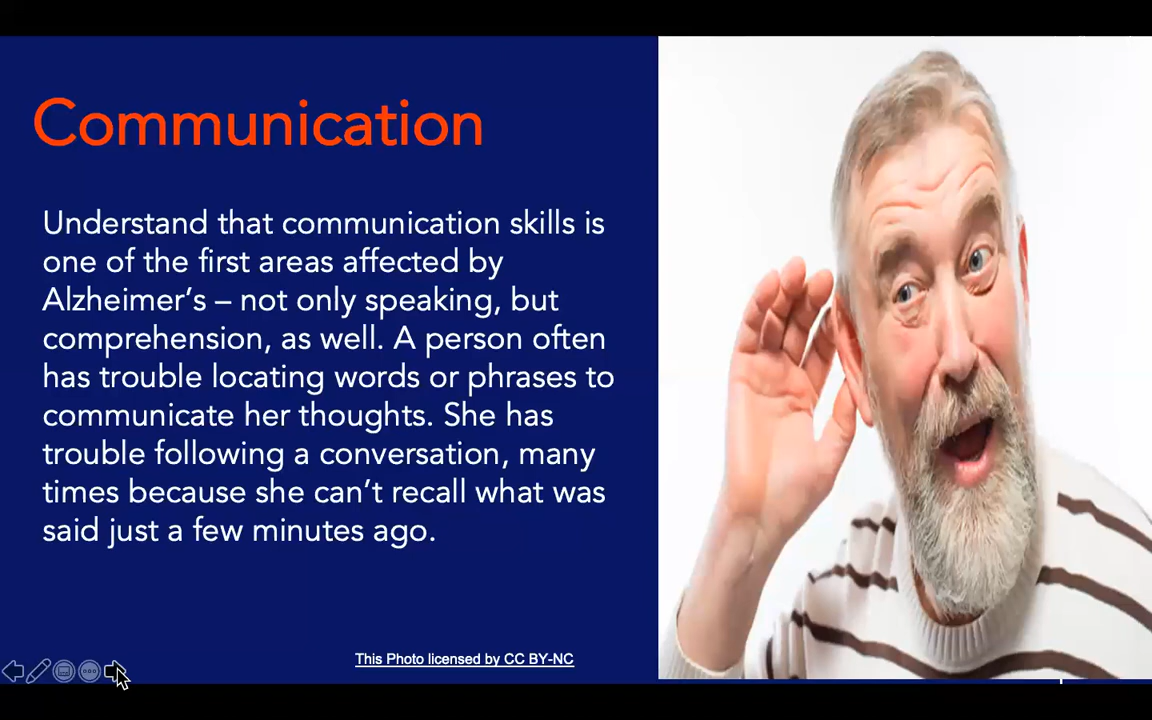 Communication
Understand that communication skills is
one of the first areas affected by
Alzheimer’s – not only speaking, but
comprehension, as well. A person often
has trouble locating words or phrases to
communicate her thoughts. She has
trouble following a conversation, many
times because she can’t recall what was
said just a few minutes ago.
This Photo licensed by CC BY-NC